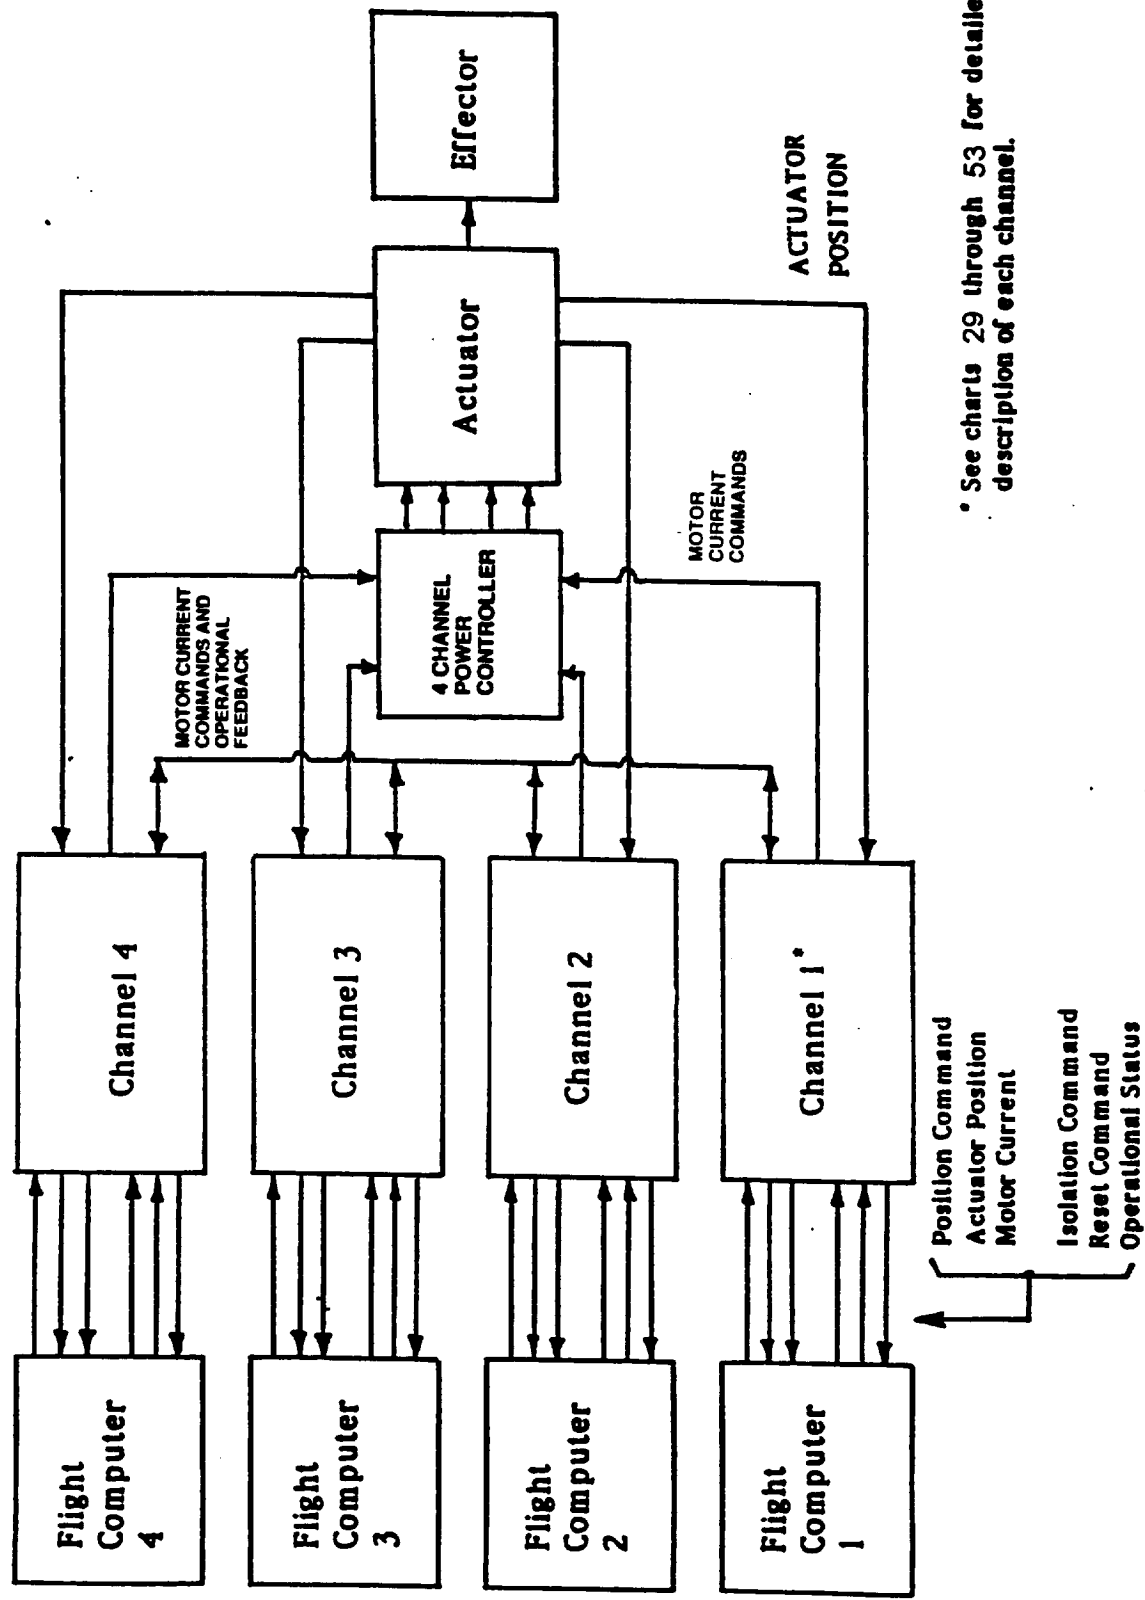 Flight
Computer
4
Flight
Computer
3
Flight
Computer
2
Flight
Computer
1
Channel 4
Channel 3
Channel 2
Channel 1*
MOTOR CURRENT
COMMANDS AND
OPERATIONAL
FEEDBACK
4 CHANNEL
POWER
CONTROLLER
MOTOR
CURRENT
COMMANDS
Actuator
Effector
ACTUATOR
POSITION
Position Command
Actuator Position
Motor Current
Isolation Command
Reset Command
Operational Status
* See charts 29 through 53 for detaile
description of each channel.